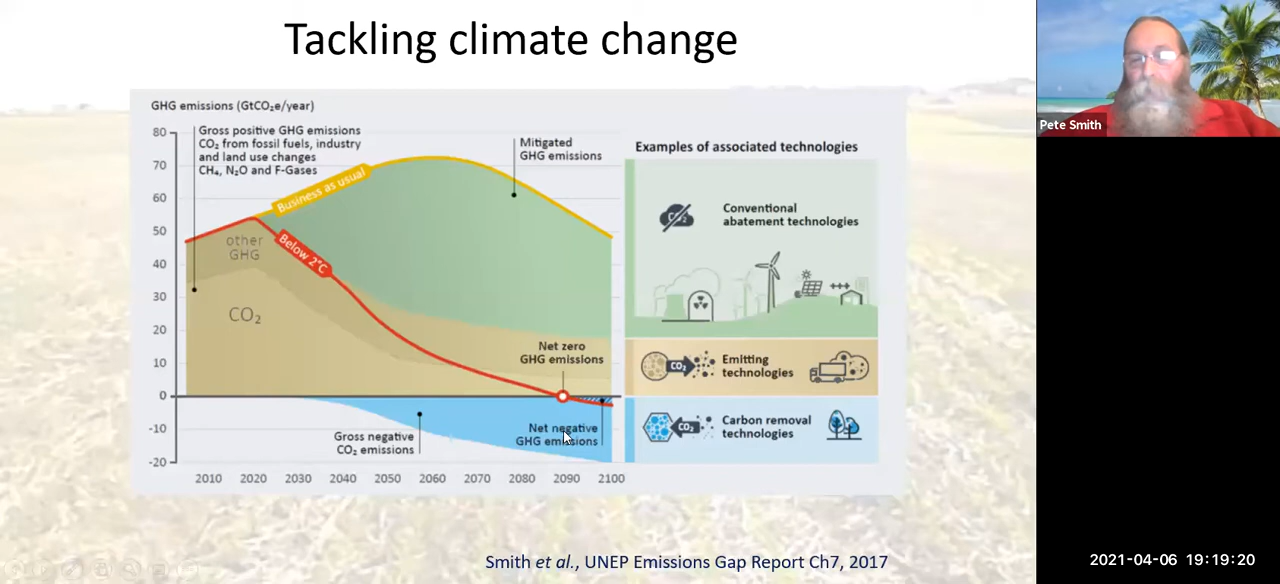 Tackling climate change
GHG emissions (GtCO₂e/year)
80
70
60
50
40
30
20
10
0
-10
-20
Gross positive GHG emissions
CO₂ from fossil fuels, industry
and land use changes
CH₄, N₂O and F-Gases
Business as usual
Mitigated
GHG emissions
Below 2°C
other
GHG
CO₂
Net zero
GHG emissions
Gross negative
CO₂ emissions
Net negative
GHG emissions
2010 2020 2030 2040 2050 2060 2070 2080 2090 2100
Examples of associated technologies
Conventional
abatement technologies
CO₂
Emitting
technologies
CO₂
Carbon removal
technologies
Smith et al., UNEP Emissions Gap Report Ch7, 2017
Pete Smith
2021-04-06 19:19:20